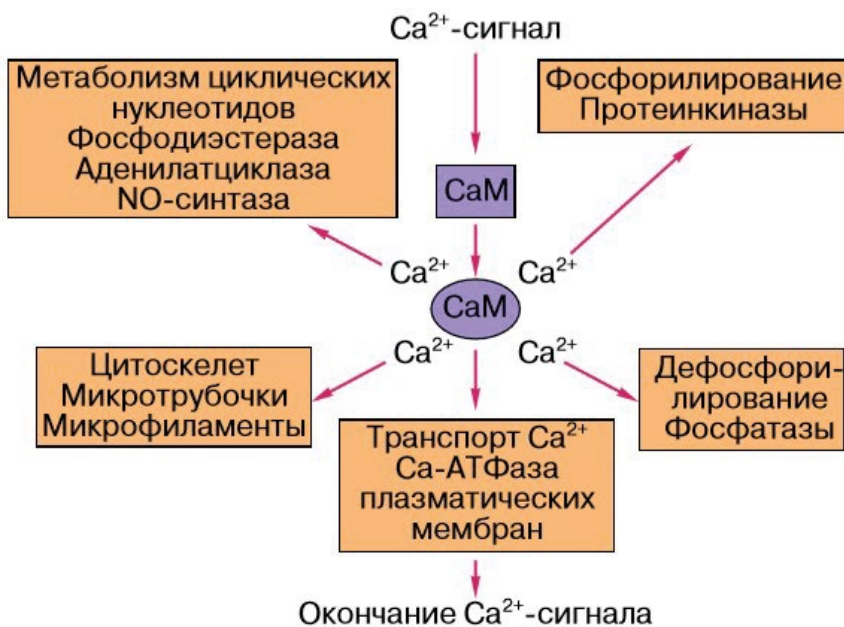 Ca²⁺-сигнал
Метаболизм циклических
нуклеотидов
Фосфодиэстераза
Аденилатциклаза
NO-синтаза
Фосфорилирование
Протеинкиназы
CaM
Ca²⁺
Ca²⁺
CaM
Ca²⁺
Ca²⁺
Цитоскелет
Микротрубочки
Микрофиламенты
Транспорт Ca²⁺
Ca-АТФаза
плазматических
мембран
Дефосфори-
лирование
Фосфатазы
Окончание Ca²⁺-сигнала